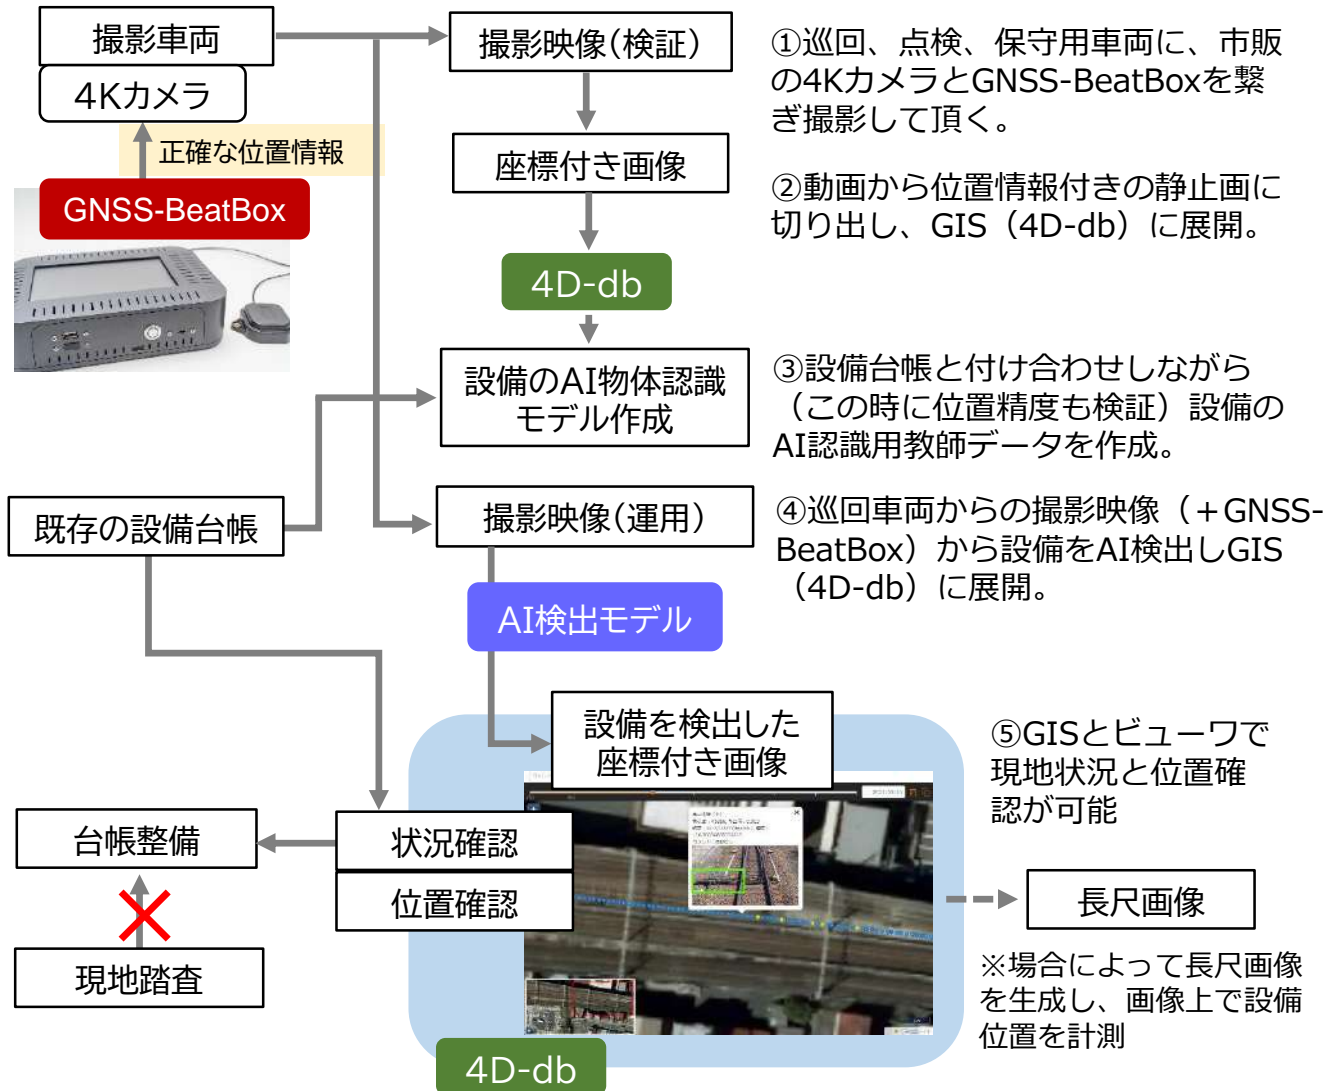 撮影車両
4Kカメラ
正確な位置情報
GNSS-BeatBox
撮影映像（検証）
座標付き画像
4D-db
設備のAI物体認識
モデル作成
既存の設備台帳
撮影映像（運用）
AI検出モデル
設備を検出した
座標付き画像
状況確認
位置確認
台帳整備
現地踏査
4D-db
長尺画像
①巡回、点検、保守用車両に、市販
の4KカメラとGNSS-BeatBoxを繋
ぎ撮影して頂く。
②動画から位置情報付きの静止画に
切り出し、GIS（4D-db）に展開。
③設備台帳と付け合わせしながら
（この時に位置精度も検証）設備の
AI認識用教師データを作成。
④巡回車両からの撮影映像（＋GNSS-
BeatBox）から設備をAI検出しGIS
（4D-db）に展開。
⑤GISとビューワで
現地状況と位置確
認が可能
※場合によって長尺画像
を生成し、画像上で設備
位置を計測